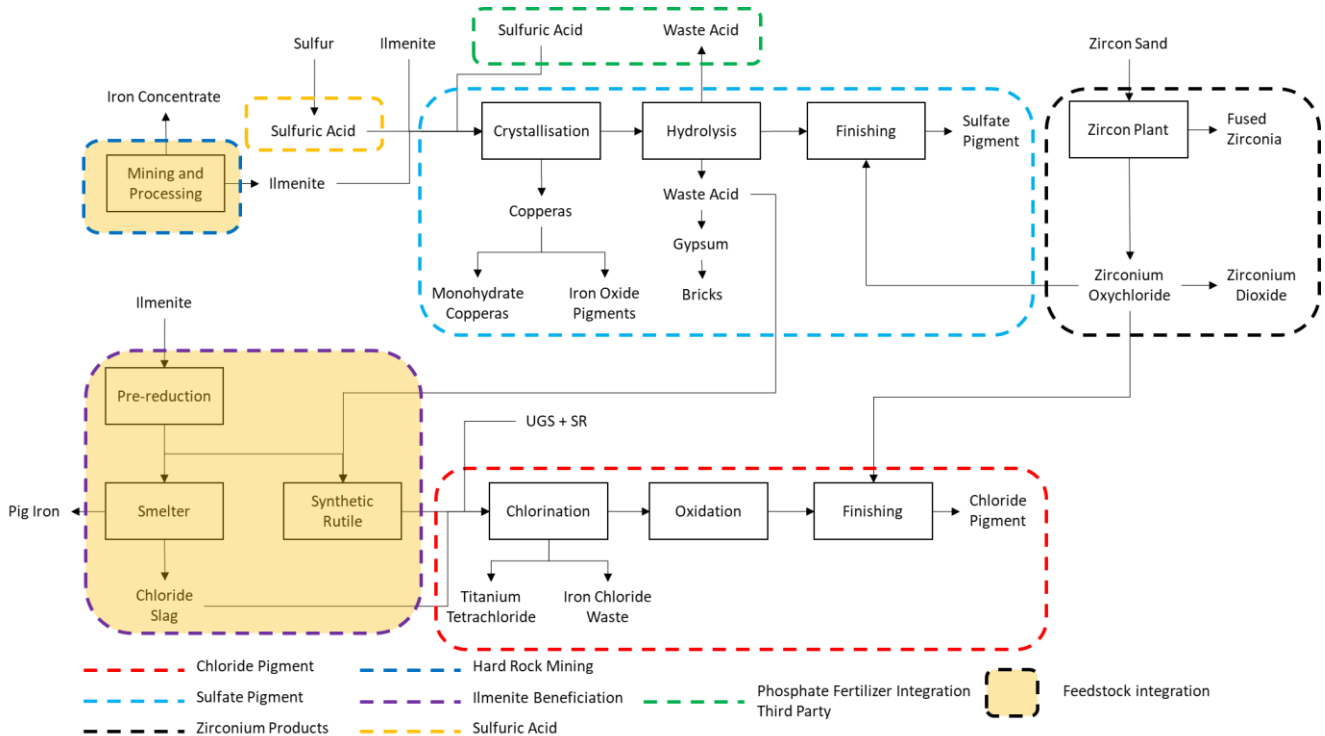 Sulfuric Acid
Waste Acid
Sulfur
Ilmenite
Zircon Sand
Iron Concentrate
Sulfuric Acid
Crystallisation
Hydrolysis
Finishing
Sulfate
Pigment
Zircon Plant
Fused
Zirconia
Mining and
Processing
Ilmenite
Copperas
Waste Acid
Gypsum
Monohydrate
Copperas
Iron Oxide
Pigments
Bricks
Zirconium
Oxychloride
Zirconium
Dioxide
Ilmenite
Pre-reduction
UGS + SR
Pig Iron
Smelter
Synthetic
Rutile
Chlorination
Oxidation
Finishing
Chloride
Pigment
Chloride
Slag
Titanium
Tetrachloride
Iron Chloride
Waste
Chloride Pigment
Hard Rock Mining
Sulfate Pigment
Ilmenite Beneficiation
Phosphate Fertilizer Integration
Third Party
Feedstock integration
Zirconium Products
Sulfuric Acid